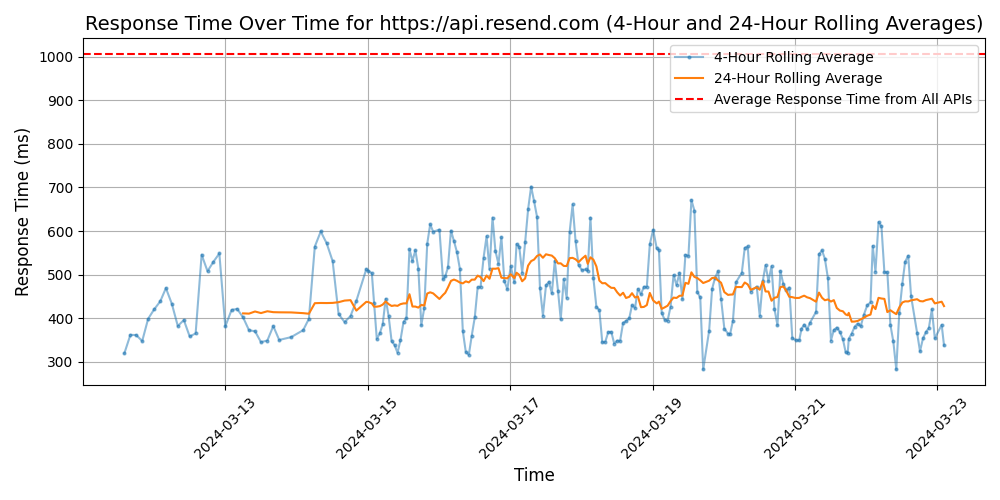 Response Time Over Time for https://api.resend.com (4-Hour and 24-Hour Rolling Averages)
4-Hour Rolling Average
24-Hour Rolling Average
Average Response Time from All APIs
Response Time (ms)
1000
900
800
700
600
500
400
300
2024-03-13
2024-03-15
2024-03-17
2024-03-19
2024-03-21
2024-03-23
Time